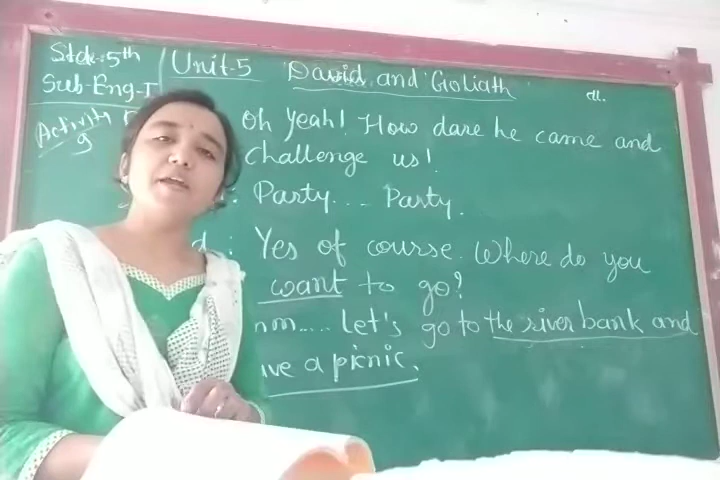 Std:-5th
Sub-Eng-I
Unit-5 David and Goliath
Activity
9
Oh Yeah! How dare he came and
Challenge us!
: Party... Party.
d : Yes of course. Where do you
want to go?
mm..... Let's go to the river bank and
ve a picnic.